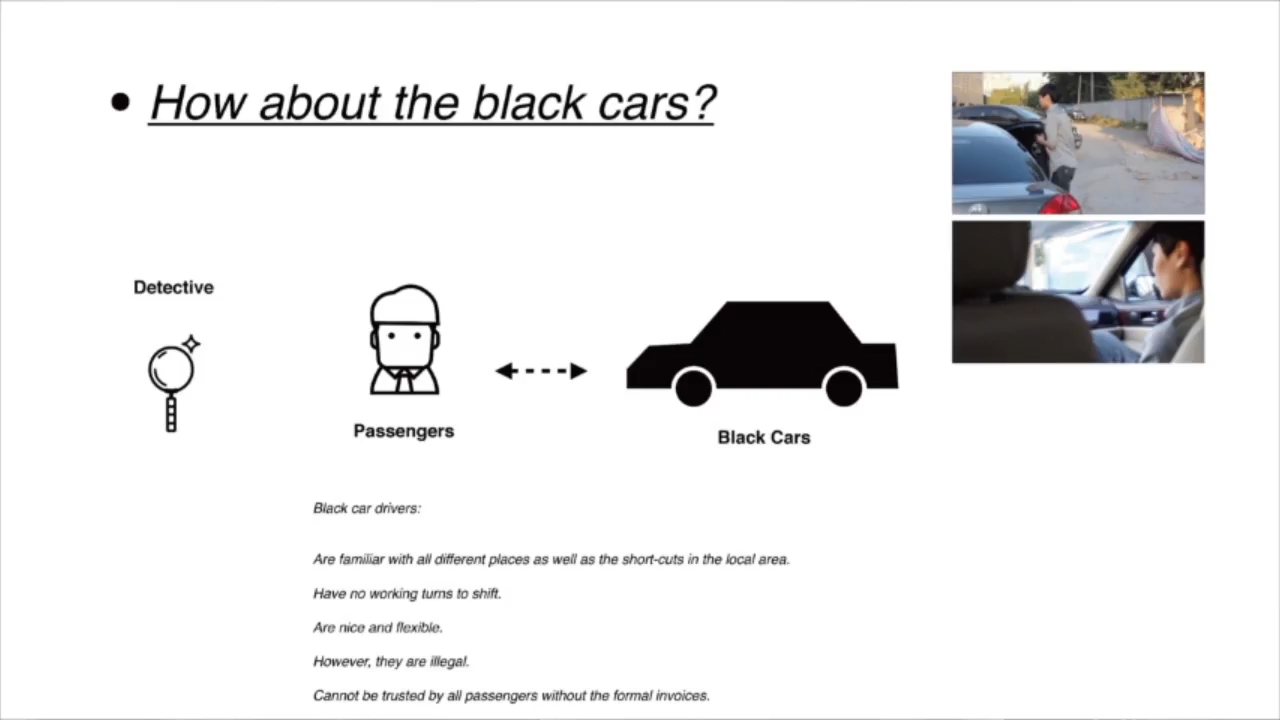 • How about the black cars?
Detective
Passengers
Black Cars
Black car drivers:
Are familiar with all different places as well as the short-cuts in the local area.
Have no working turns to shift.
Are nice and flexible.
However, they are illegal.
Cannot be trusted by all passengers without the formal invoices.